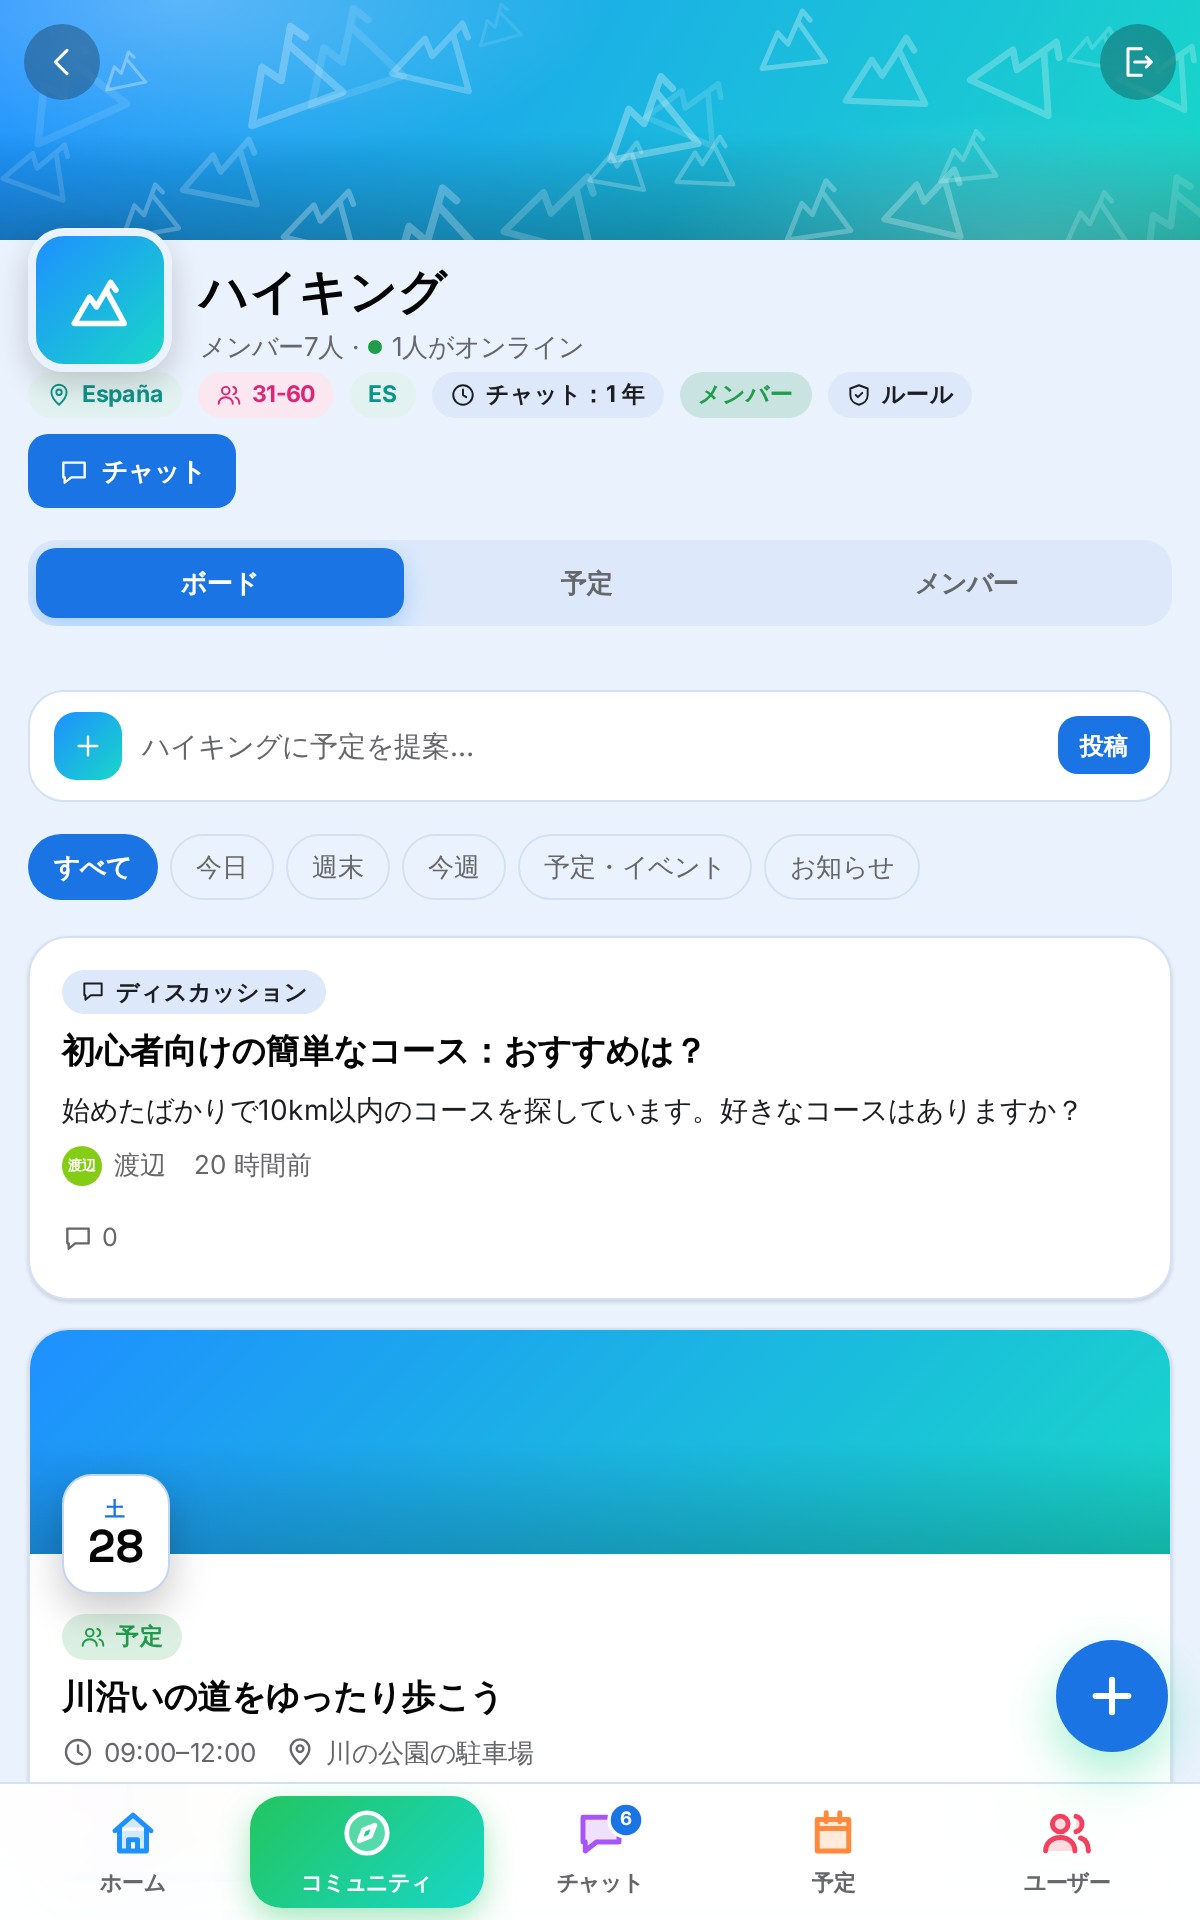 ハイキング
メンバー7人 · 1人がオンライン
España 31-60 ES チャット：1 年 メンバー ルール
チャット
ボード 予定 メンバー
ハイキングに予定を提案... 投稿
すべて 今日 週末 今週 予定・イベント お知らせ
ディスカッション
初心者向けの簡単なコース：おすすめは？
始めたばかりで10km以内のコースを探しています。好きなコースはありますか？
渡辺 渡辺 20 時間前
0
土
28
予定
川沿いの道をゆったり歩こう
09:00–12:00 川の公園の駐車場
6
ホーム コミュニティ チャット 予定 ユーザー